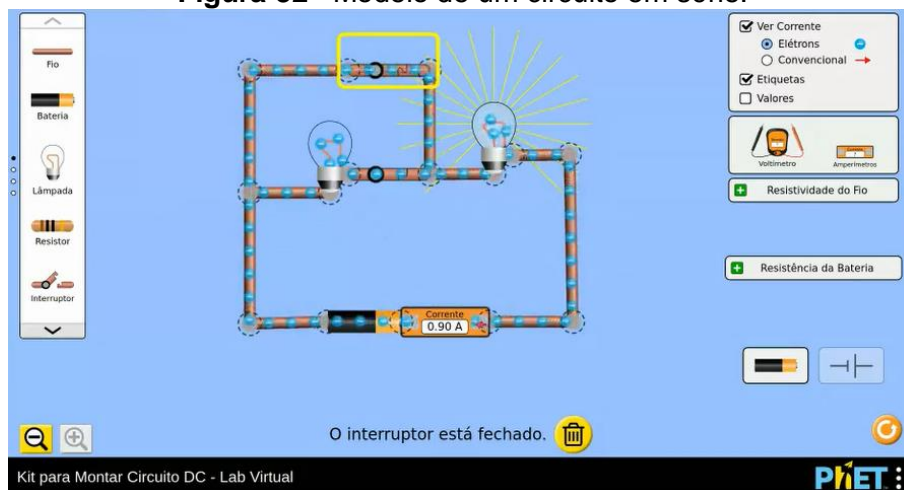 Figura 32 - Modelo de um circuito em série.
Fio
Bateria
Lâmpada
Resistor
Interruptor
Ver Corrente
Elétrons
Convencional
Etiquetas
Valores
Voltímetro
Amperímetros
Resistividade do Fio
Resistência da Bateria
Corrente
0.90 A
O interruptor está fechado.
Kit para Montar Circuito DC - Lab Virtual
PhET